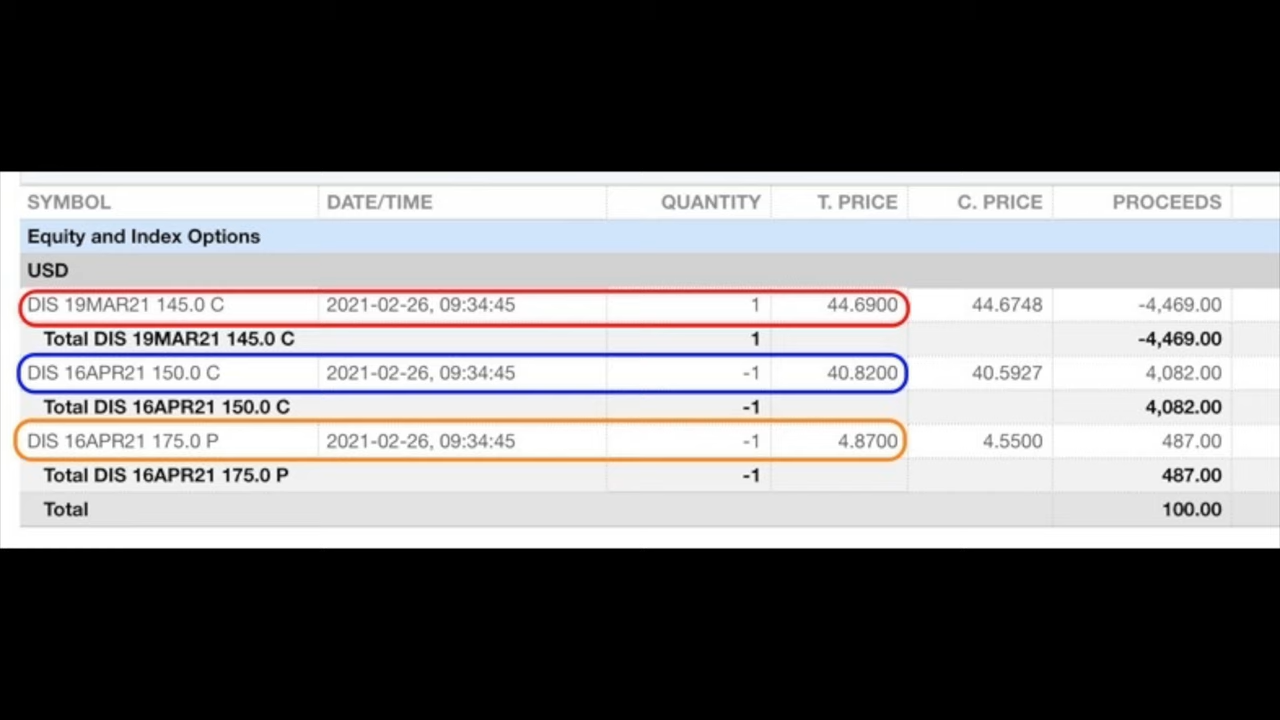 SYMBOL DATE/TIME QUANTITY T. PRICE C. PRICE PROCEEDS
Equity and Index Options
USD
DIS 19MAR21 145.0 C 2021-02-26, 09:34:45 1 44.6900 44.6748 -4,469.00
Total DIS 19MAR21 145.0 C 1 -4,469.00
DIS 16APR21 150.0 C 2021-02-26, 09:34:45 -1 40.8200 40.5927 4,082.00
Total DIS 16APR21 150.0 C -1 4,082.00
DIS 16APR21 175.0 P 2021-02-26, 09:34:45 -1 4.8700 4.5500 487.00
Total DIS 16APR21 175.0 P -1 487.00
Total 100.00